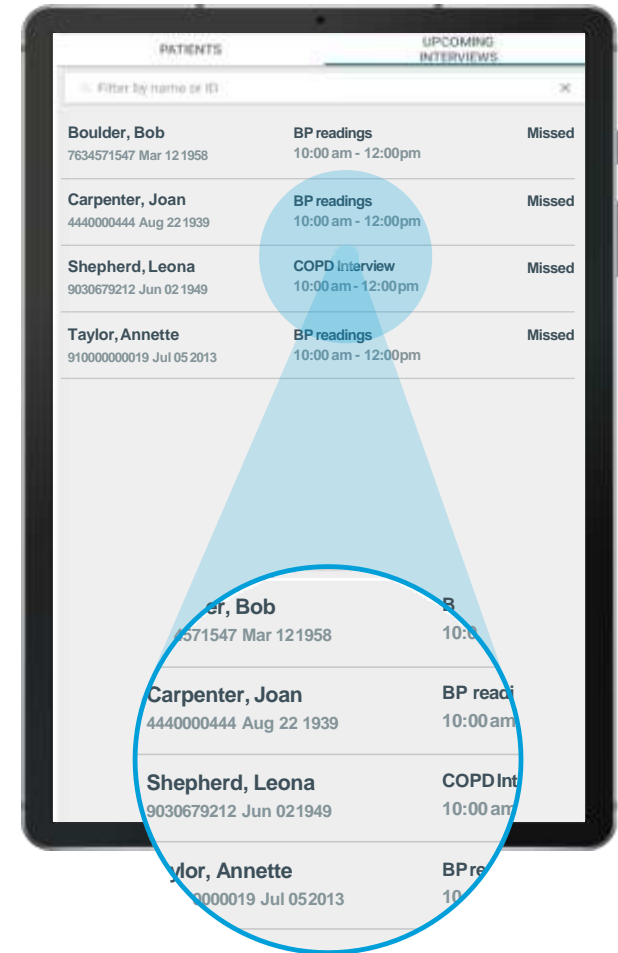 PATIENTS
UPCOMING
INTERVIEWS
Filter by name or ID
Boulder, Bob BP readings Missed
7634571547 Mar 12 1958 10:00 am - 12:00pm
Carpenter, Joan BP readings Missed
4440000444 Aug 22 1939 10:00 am - 12:00pm
Shepherd, Leona COPD Interview Missed
9030679212 Jun 02 1949 10:00 am - 12:00pm
Taylor, Annette BP readings Missed
910000000019 Jul 05 2013 10:00 am - 12:00pm
er, Bob B
4571547 Mar 12 1958 10:0
Carpenter, Joan BP readi
4440000444 Aug 22 1939 10:00 am
Shepherd, Leona COPD Int
9030679212 Jun 02 1949 10:00 am
ylor, Annette BP re
0000019 Jul 05 2013 10